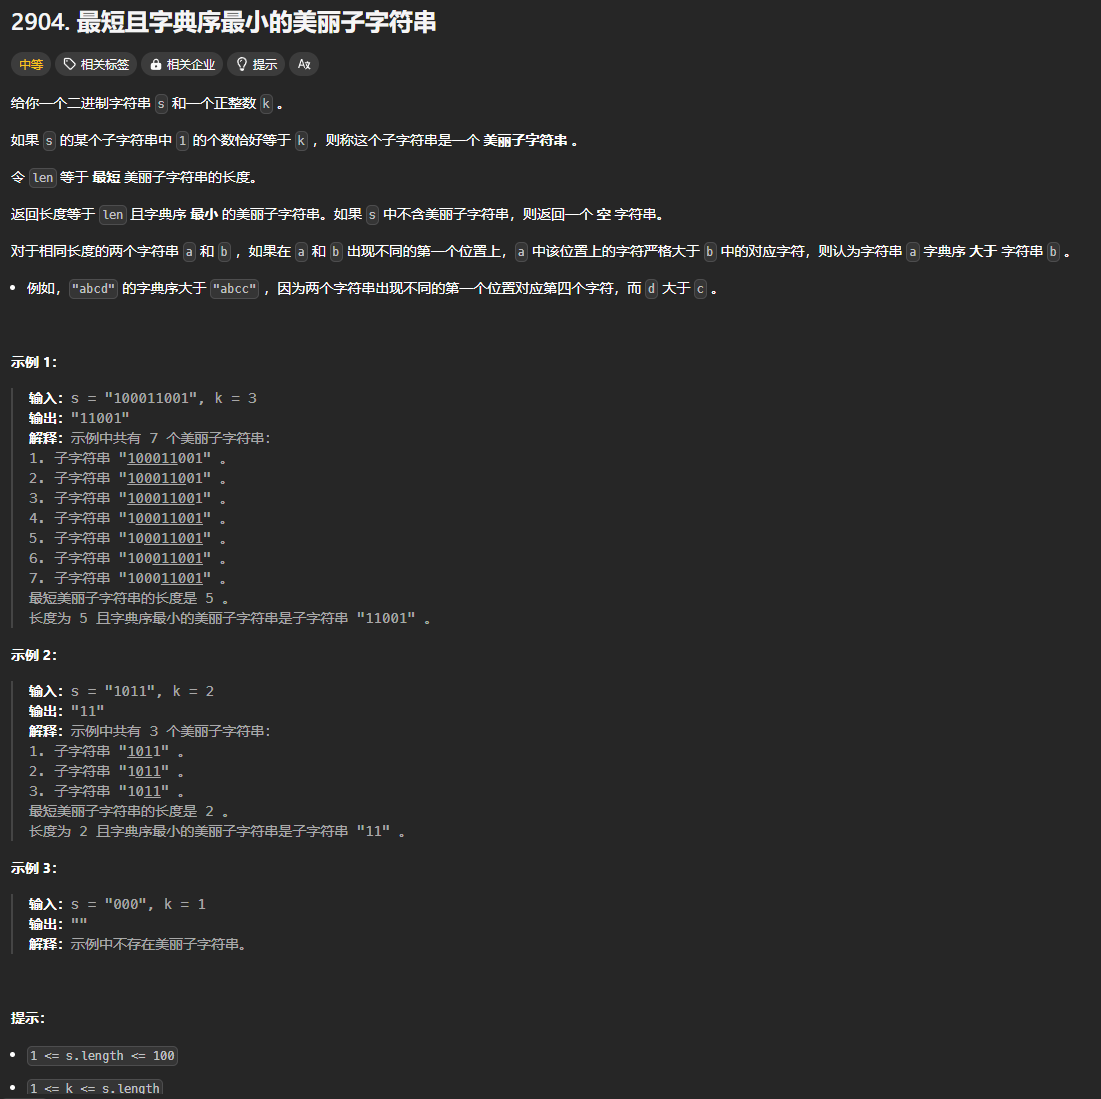 2904. 最短且字典序最小的美丽子字符串
中等 相关标签 相关企业 提示 Aあ
给你一个二进制字符串 s 和一个正整数 k 。
如果 s 的某个子字符串中 1 的个数恰好等于 k ，则称这个子字符串是一个 美丽子字符串 。
令 len 等于 最短 美丽子字符串的长度。
返回长度等于 len 且字典序 最小 的美丽子字符串。如果 s 中不含美丽子字符串，则返回一个 空 字符串。
对于相同长度的两个字符串 a 和 b ，如果在 a 和 b 出现不同的第一个位置上，a 中该位置上的字符严格大于 b 中的对应字符，则认为字符串 a 字典序 大于 字符串 b 。
• 例如，"abcd" 的字典序大于 "abcc" ，因为两个字符串出现不同的第一个位置对应第四个字符，而 d 大于 c 。
示例 1：
输入：s = "100011001", k = 3
输出："11001"
解释：示例中共有 7 个美丽子字符串：
1. 子字符串 "100011001" 。
2. 子字符串 "100011001" 。
3. 子字符串 "100011001" 。
4. 子字符串 "100011001" 。
5. 子字符串 "100011001" 。
6. 子字符串 "100011001" 。
7. 子字符串 "100011001" 。
最短美丽子字符串的长度是 5 。
长度为 5 且字典序最小的美丽子字符串是子字符串 "11001" 。
示例 2：
输入：s = "1011", k = 2
输出："11"
解释：示例中共有 3 个美丽子字符串：
1. 子字符串 "1011" 。
2. 子字符串 "1011" 。
3. 子字符串 "1011" 。
最短美丽子字符串的长度是 2 。
长度为 2 且字典序最小的美丽子字符串是子字符串 "11" 。
示例 3：
输入：s = "000", k = 1
输出：""
解释：示例中不存在美丽子字符串。
提示：
• 1 <= s.length <= 100
• 1 <= k <= s.length